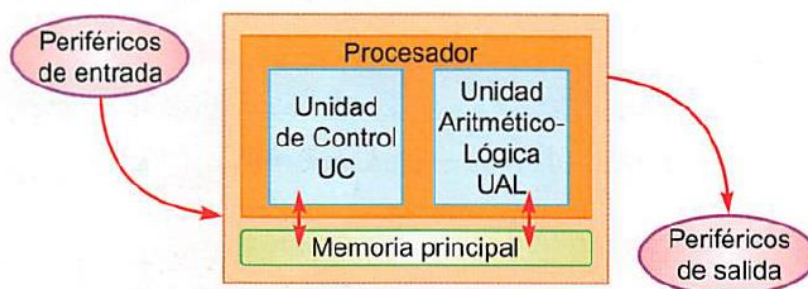 Periféricos
de entrada
Procesador
Unidad
de Control
UC
Unidad
Aritmético-
Lógica
UAL
Memoria principal
Periféricos
de salida